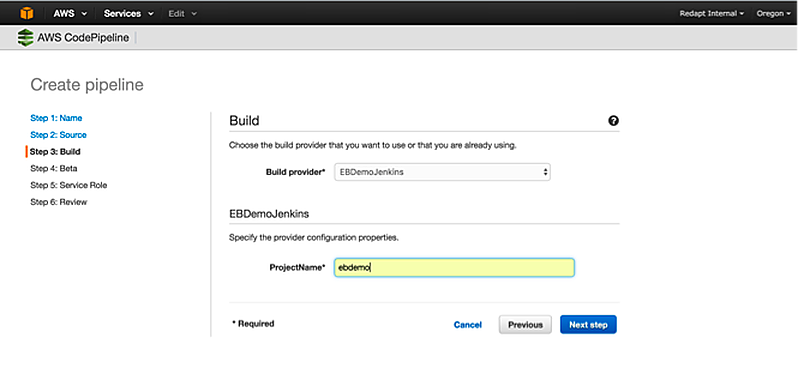 AWS Services Edit Redapt Internal Oregon
AWS CodePipeline
Create pipeline
Step 1: Name
Step 2: Source
Step 3: Build
Step 4: Beta
Step 5: Service Role
Step 6: Review
Build ?
Choose the build provider that you want to use or that you are already using.
Build provider* EBDemoJenkins
EBDemoJenkins
Specify the provider configuration properties.
ProjectName* ebdemo
* Required Cancel Previous Next step